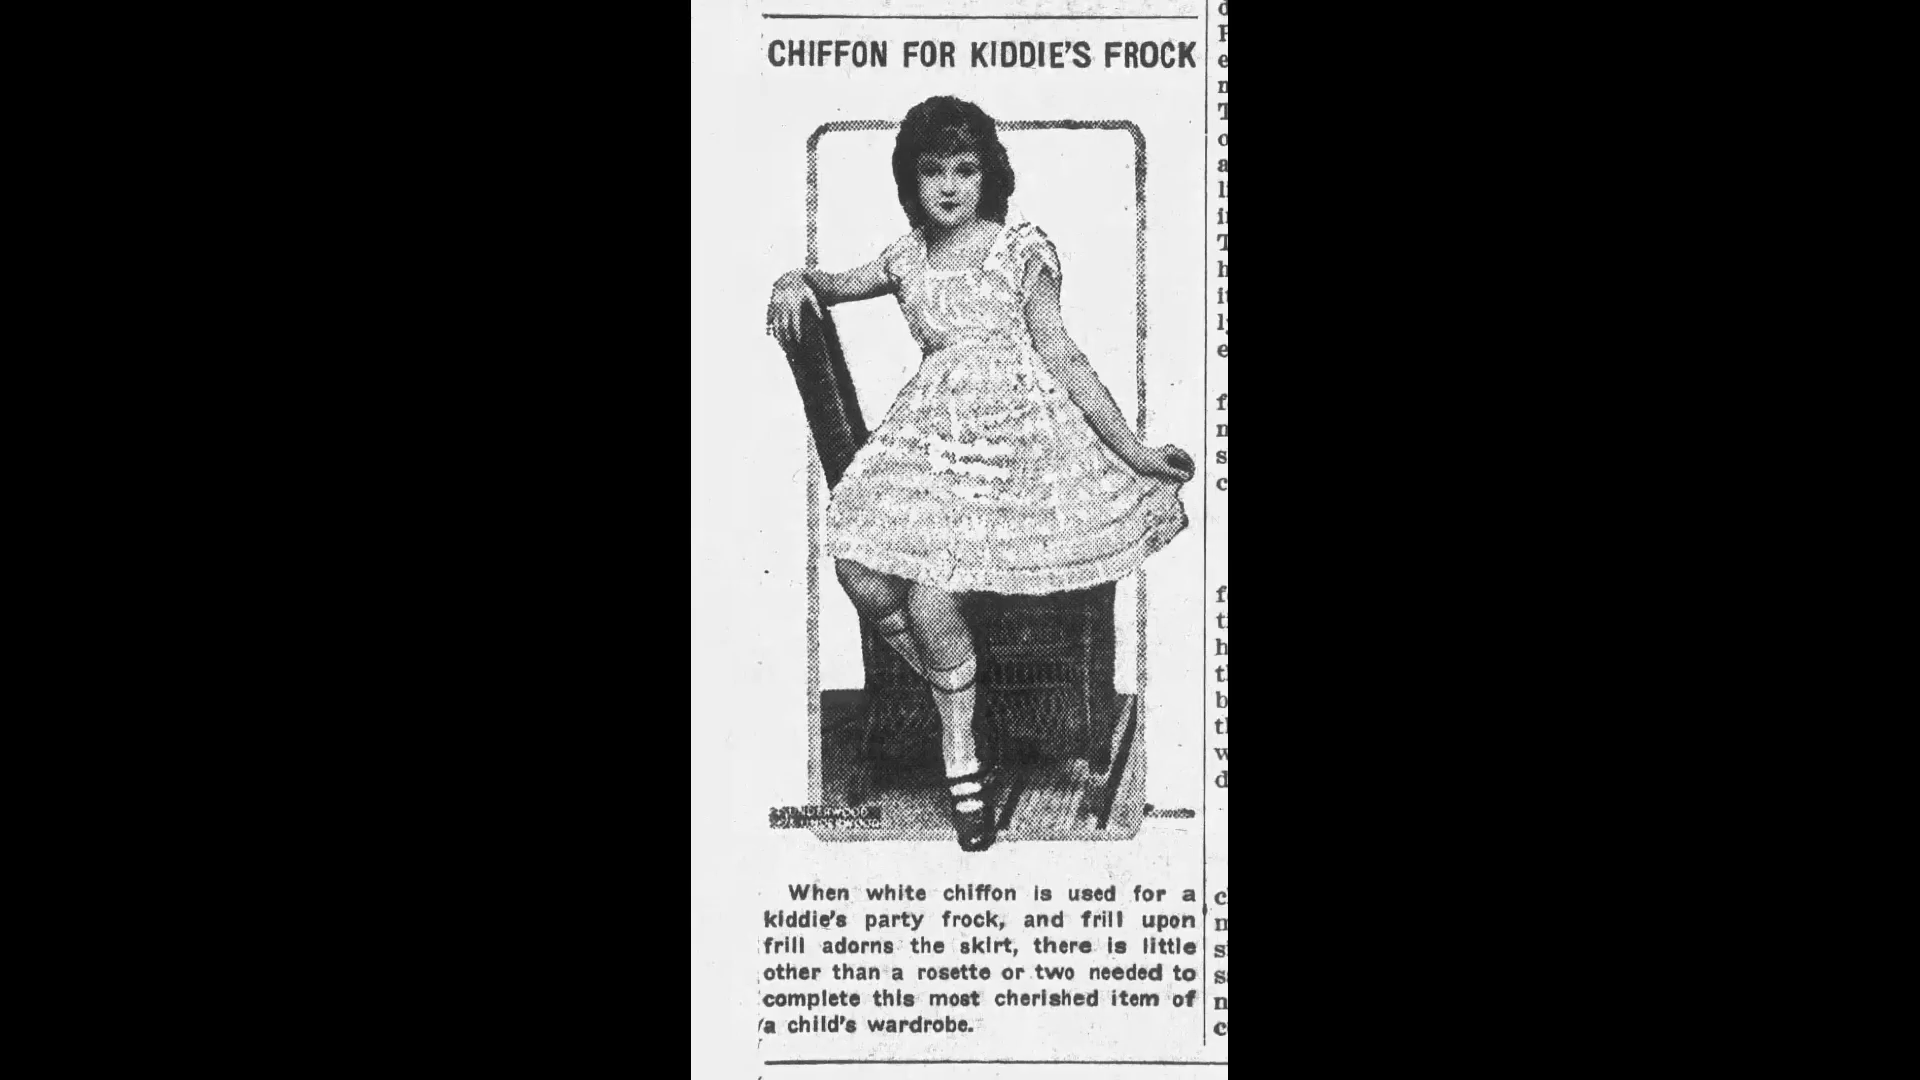 CHIFFON FOR KIDDIE'S FROCK
UNDERWOOD
& UNDERWOOD
When white chiffon is used for a
kiddie's party frock, and frill upon
frill adorns the skirt, there is little
other than a rosette or two needed to
complete this most cherished item of
a child's wardrobe.